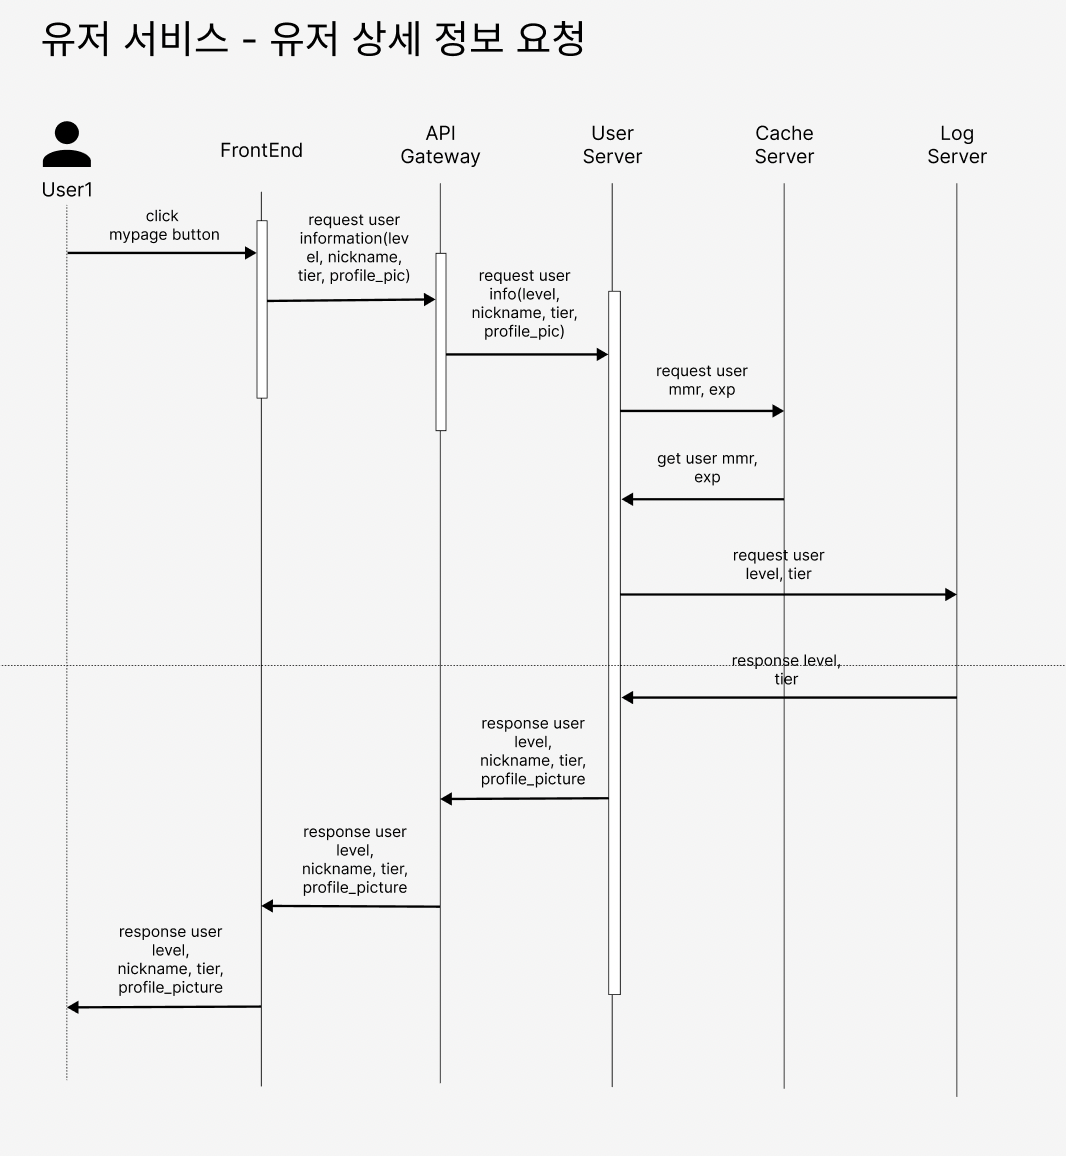 유저 서비스 - 유저 상세 정보 요청
User1
FrontEnd
API
Gateway
User
Server
Cache
Server
Log
Server
click
mypage button
request user
information(lev
el, nickname,
tier, profile_pic)
request user
info(level,
nickname, tier,
profile_pic)
request user
mmr, exp
get user mmr,
exp
request user
level, tier
response level,
tier
response user
level,
nickname, tier,
profile_picture
response user
level,
nickname, tier,
profile_picture
response user
level,
nickname, tier,
profile_picture